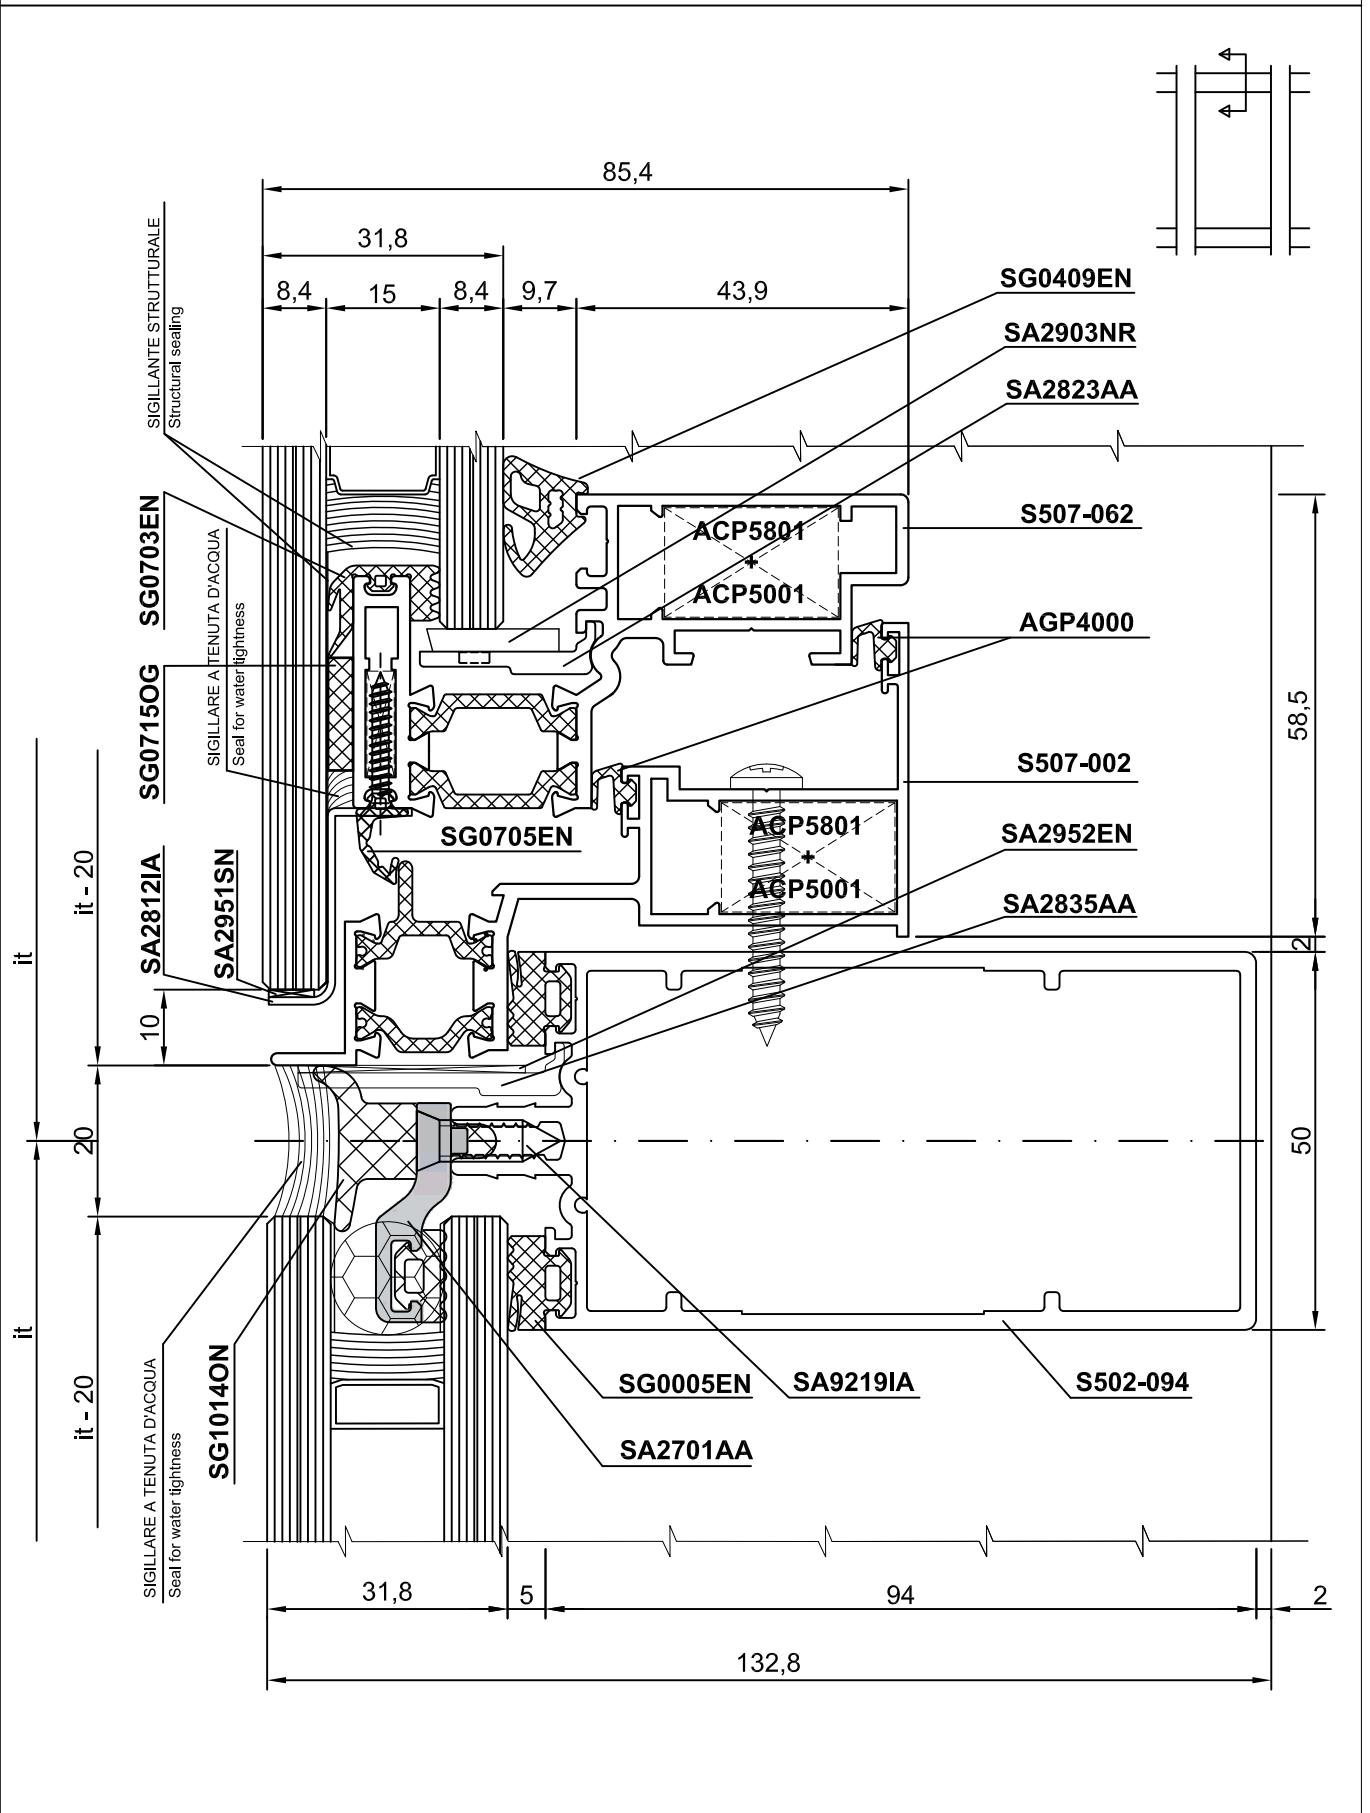 85,4
31,8
8,4
15
8,4
9,7
43,9
SG0409EN
SA2903NR
SA2823AA
SIGILLANTE STRUTTURALE
Structural sealing
SG0703EN
SIGILLARE A TENUTA D'ACQUA
Seal for water tightness
ACP5801
ACP5001
S507-062
AGP4000
SG0715OG
58,5
S507-002
SG0705EN
ACP5801
ACP5001
SA2952EN
SA2835AA
SA2812IA
SA2951SN
it - 20
it
10
2
20
50
it
it - 20
SIGILLARE A TENUTA D'ACQUA
Seal for water tightness
SG1014ON
SG0005EN
SA9219IA
S502-094
SA2701AA
31,8
5
94
2
132,8